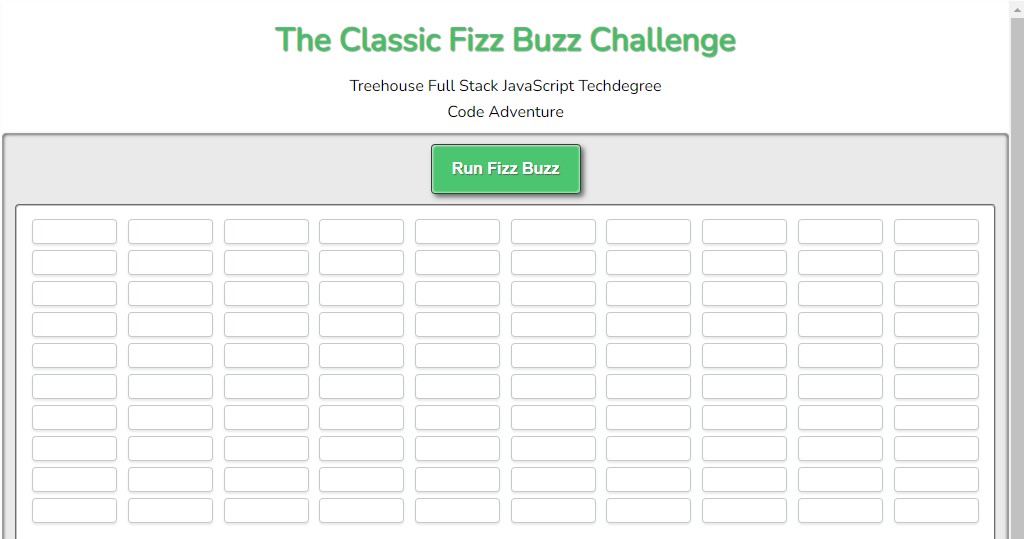 The Classic Fizz Buzz Challenge
Treehouse Full Stack JavaScript Techdegree
Code Adventure
Run Fizz Buzz